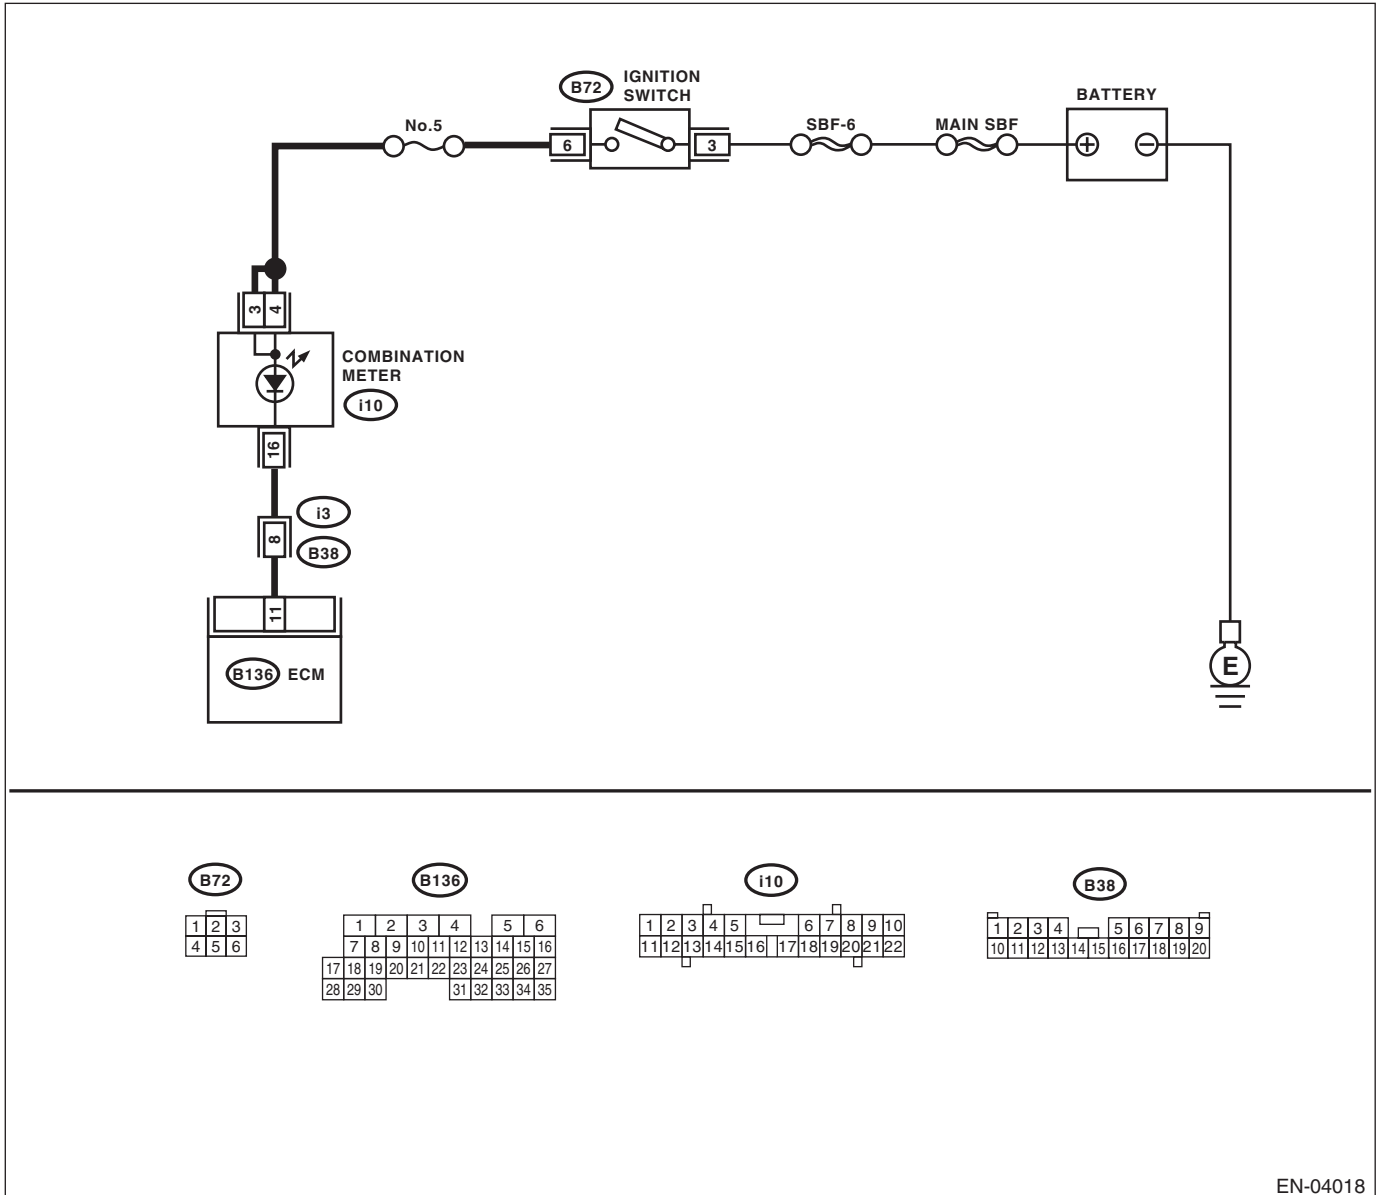 B72
IGNITION
SWITCH
BATTERY
No.5
SBF-6
MAIN SBF
6
3
3 4
COMBINATION
METER
i10
16
i3
8
B38
11
B136 ECM
E
B72
B136
i10
B38
1 2 3
4 5 6
1 2 3 4 5 6
7 8 9 10 11 12 13 14 15 16
17 18 19 20 21 22 23 24 25 26 27
28 29 30 31 32 33 34 35
1 2 3 4 5 6 7 8 9 10
11 12 13 14 15 16 17 18 19 20 21 22
1 2 3 4 5 6 7 8 9
10 11 12 13 14 15 16 17 18 19 20
EN-04018